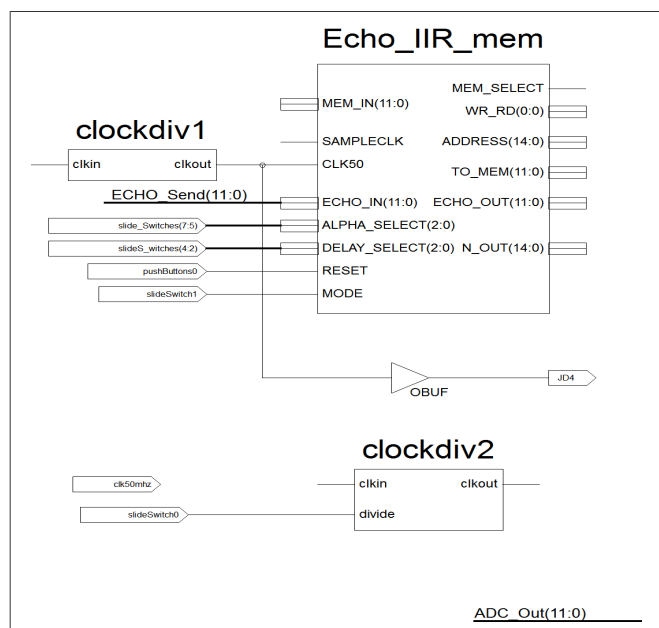 Echo_IIR_mem
MEM_SELECT
MEM_IN(11:0)
WR_RD(0:0)
clockdiv1
SAMPLECLK
ADDRESS(14:0)
clkin
clkout
CLK50
TO_MEM(11:0)
ECHO_Send(11:0)
ECHO_IN(11:0)
ECHO_OUT(11:0)
slide_Switches(7:5)
ALPHA_SELECT(2:0)
slideS_witches(4:2)
DELAY_SELECT(2:0)
N_OUT(14:0)
pushButtons0
RESET
slideSwitch1
MODE
OBUF
JD4
clockdiv2
clk50mhz
clkin
clkout
slideSwitch0
divide
ADC_Out(11:0)